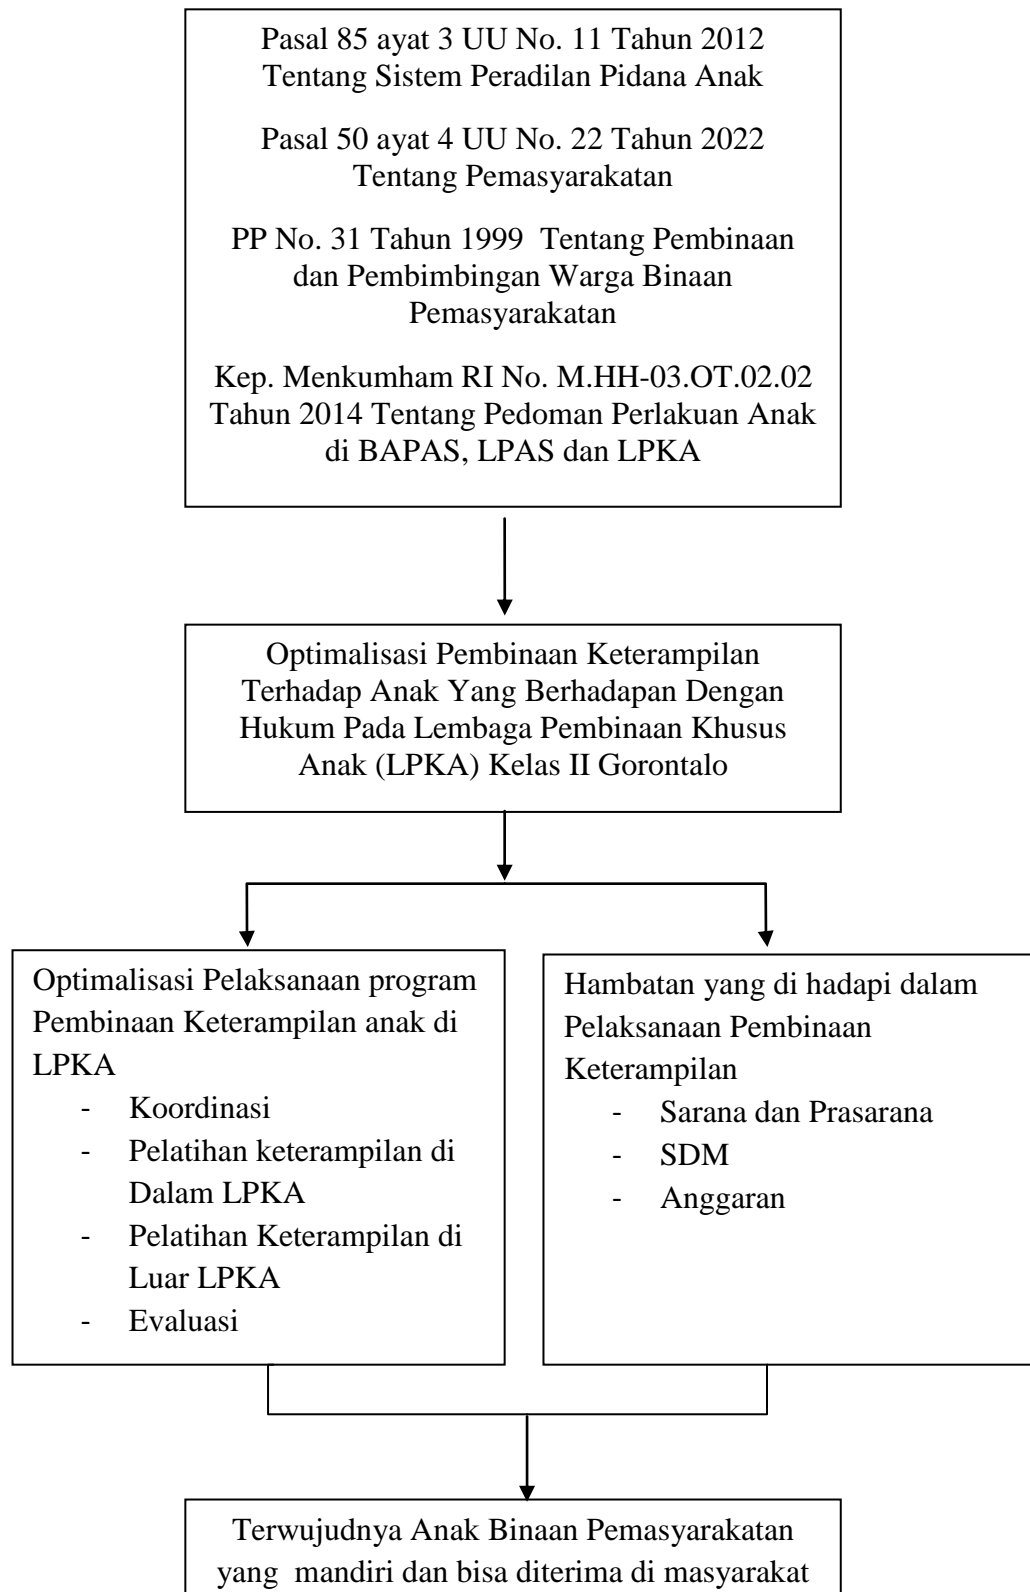 Pasal 85 ayat 3 UU No. 11 Tahun 2012
Tentang Sistem Peradilan Pidana Anak
Pasal 50 ayat 4 UU No. 22 Tahun 2022
Tentang Pemasyarakatan
PP No. 31 Tahun 1999 Tentang Pembinaan
dan Pembimbingan Warga Binaan
Pemasyarakatan
Kep. Menkumham RI No. M.HH-03.OT.02.02
Tahun 2014 Tentang Pedoman Perlakuan Anak
di BAPAS, LPAS dan LPKA
Optimalisasi Pembinaan Keterampilan
Terhadap Anak Yang Berhadapan Dengan
Hukum Pada Lembaga Pembinaan Khusus
Anak (LPKA) Kelas II Gorontalo
Optimalisasi Pelaksanaan program
Pembinaan Keterampilan anak di
LPKA
- Koordinasi
- Pelatihan keterampilan di
Dalam LPKA
- Pelatihan Keterampilan di
Luar LPKA
- Evaluasi
Hambatan yang di hadapi dalam
Pelaksanaan Pembinaan
Keterampilan
- Sarana dan Prasarana
- SDM
- Anggaran
Terwujudnya Anak Binaan Pemasyarakatan
yang mandiri dan bisa diterima di masyarakat